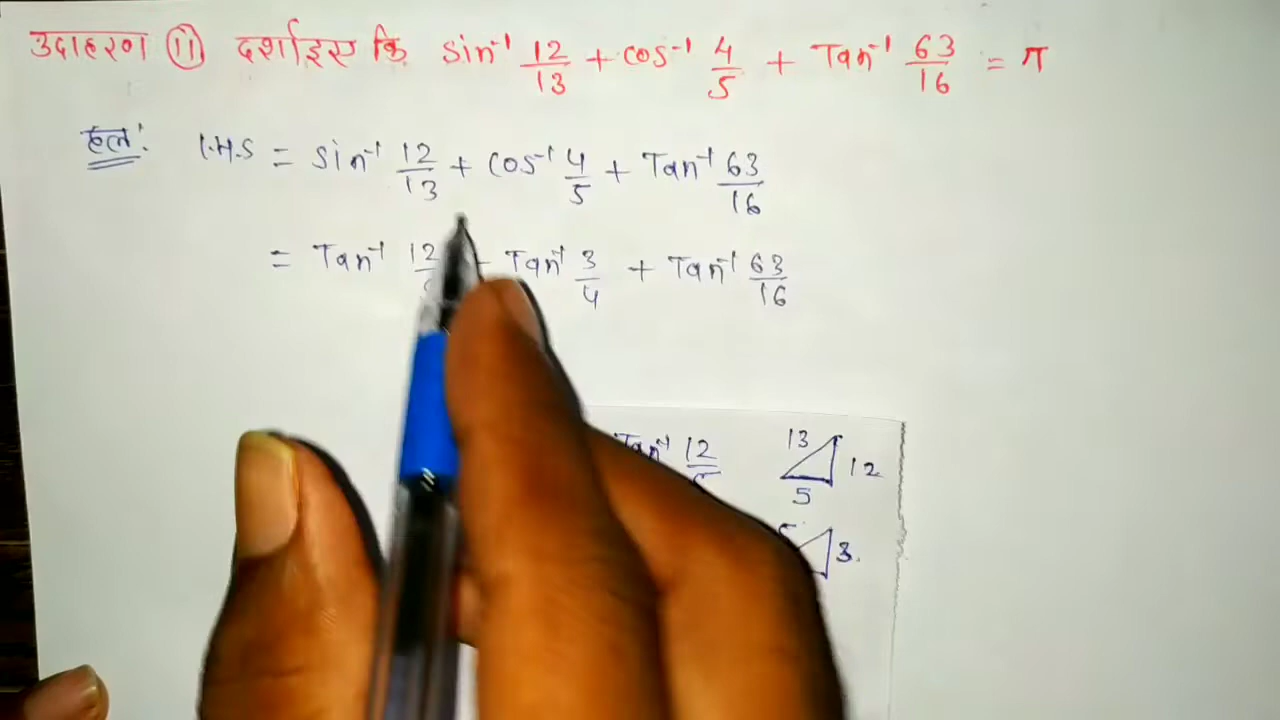 उदाहरण ⑪ दर्शाइए कि sin⁻¹ 12/13 + cos⁻¹ 4/5 + Tan⁻¹ 63/16 = π
हल: L.H.S = sin⁻¹ 12/13 + cos⁻¹ 4/5 + Tan⁻¹ 63/16
= Tan⁻¹ 12 + Tan⁻¹ 3/4 + Tan⁻¹ 63/16
Tan⁻¹ 12 13 12
5
3.